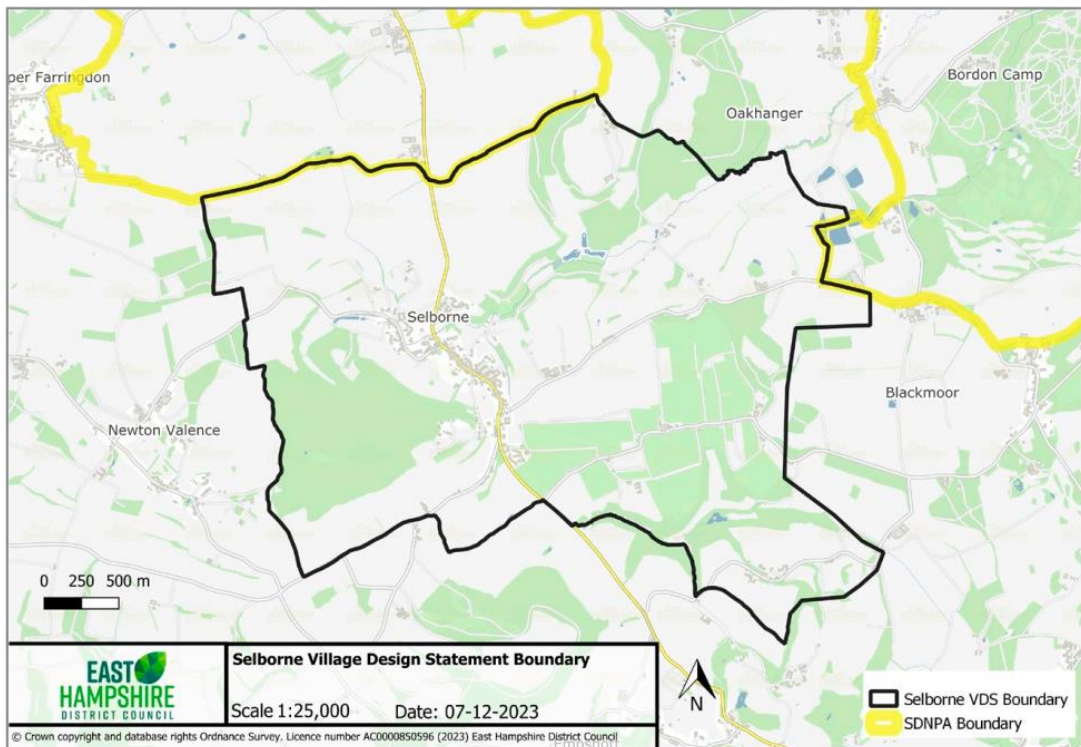 per Farringdon
Bordon Camp
Oakhanger
Selborne
Blackmoor
Newton Valence
0 250 500 m
EAST
HAMPSHIRE
DISTRICT COUNCIL
Selborne Village Design Statement Boundary
Scale 1:25,000 Date: 07-12-2023
N
Selborne VDS Boundary
SDNPA Boundary
© Crown copyright and database rights Ordnance Survey. Licence number AC0000850596 (2023) East Hampshire District Council